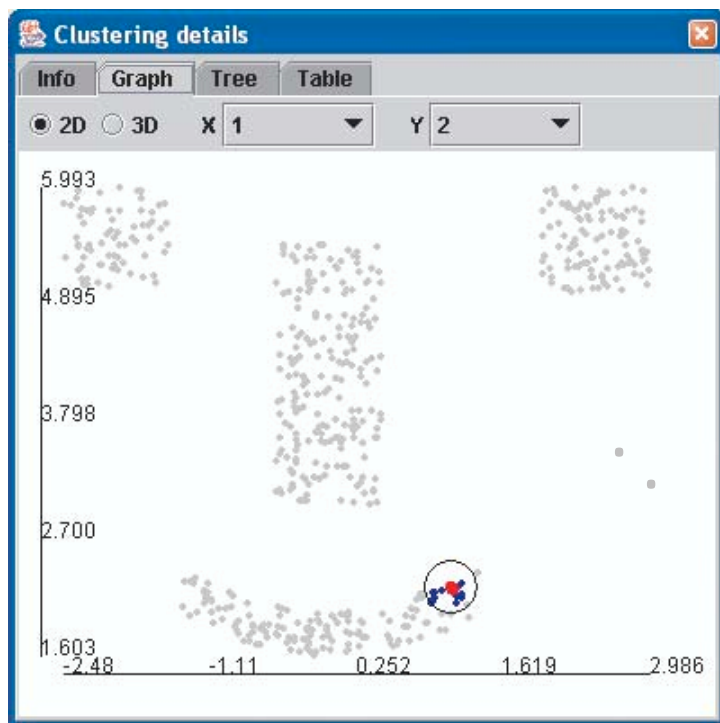 Clustering details
Info Graph Tree Table
2D 3D X 1 Y 2
5.993
4.895
3.798
2.700
1.603
-2.48 -1.11 0.252 1.619 2.986